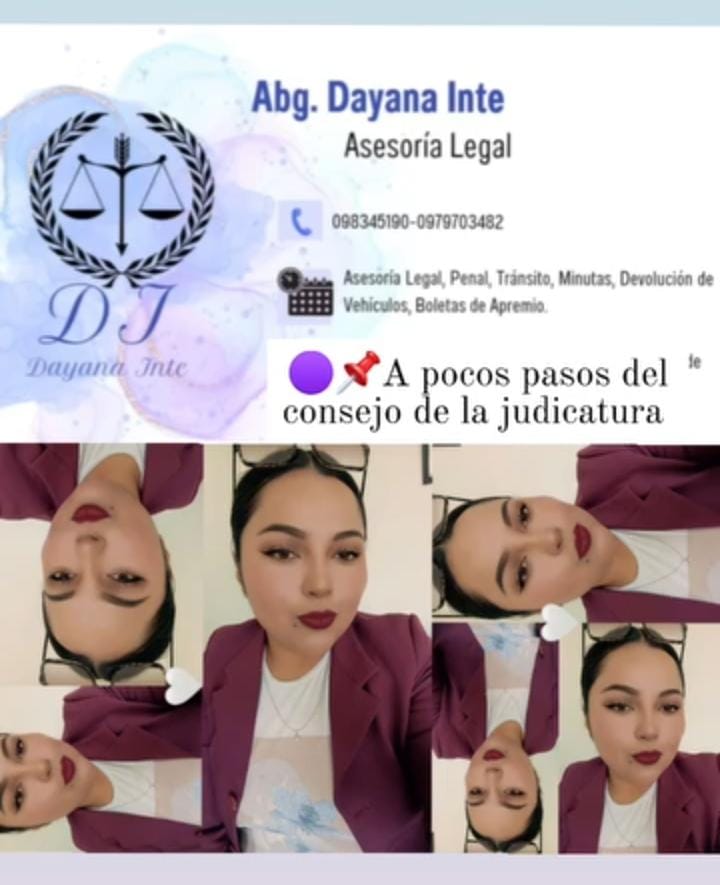 Abg. Dayana Inte
Asesoría Legal
098345190-0979703482
Asesoría Legal, Penal, Tránsito, Minutas, Devolución de
Vehículos, Boletas de Apremio.
DI
Dayana Inte
🟣📌A pocos pasos del
consejo de la judicatura